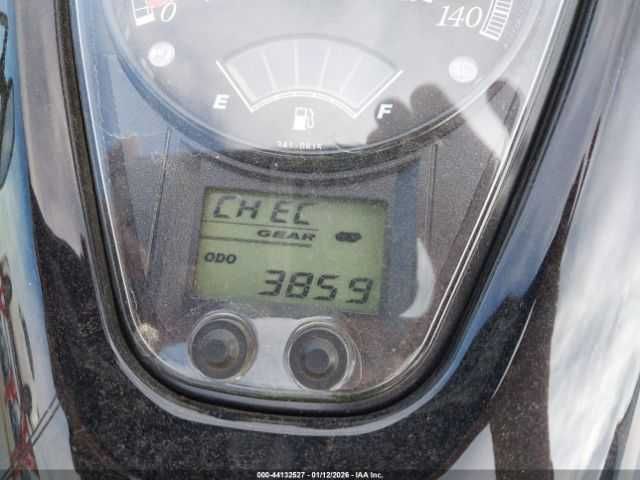 0 140
E F
CHEC
GEAR
ODO
3859
000-44132527 - 01/12/2026 - IAA Inc.